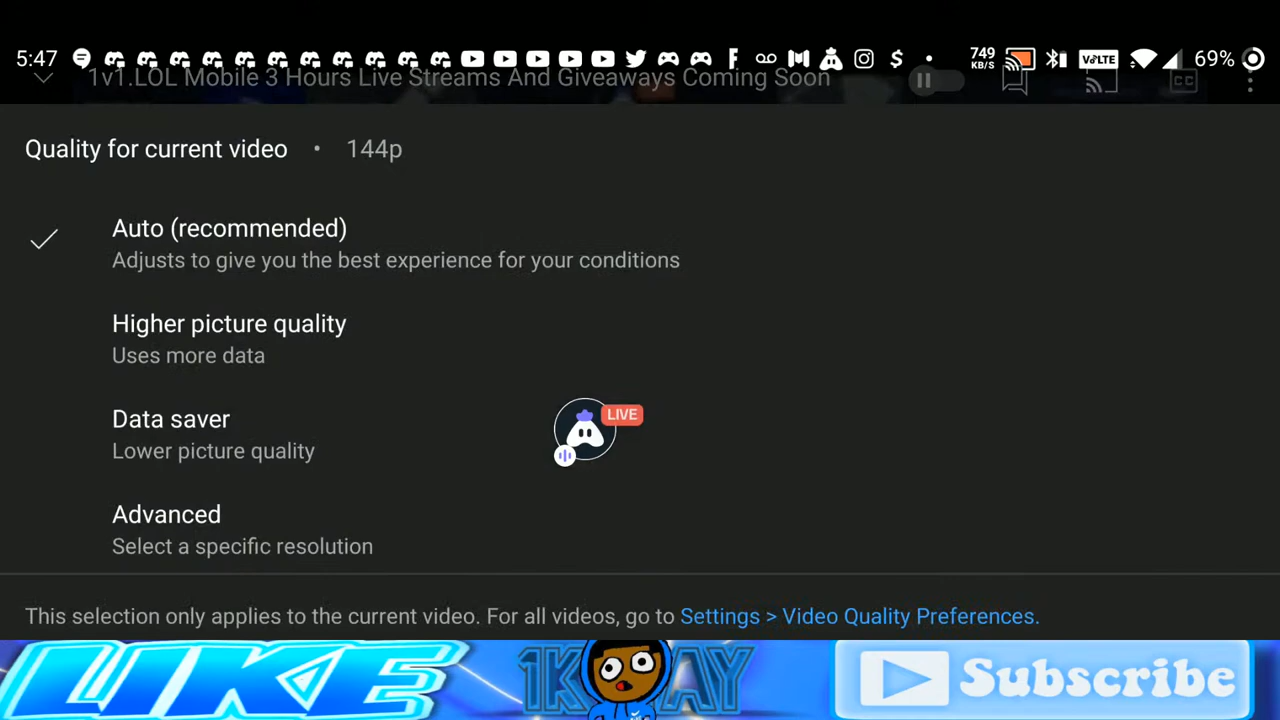 5:47 749 KB/S VoLTE 69%
1v1.LOL Mobile 3 Hours Live Streams And Giveaways Coming Soon CC
Quality for current video • 144p
Auto (recommended)
Adjusts to give you the best experience for your conditions
Higher picture quality
Uses more data
Data saver
LIVE
Lower picture quality
Advanced
Select a specific resolution
This selection only applies to the current video. For all videos, go to Settings > Video Quality Preferences.
LIKE
Subscribe